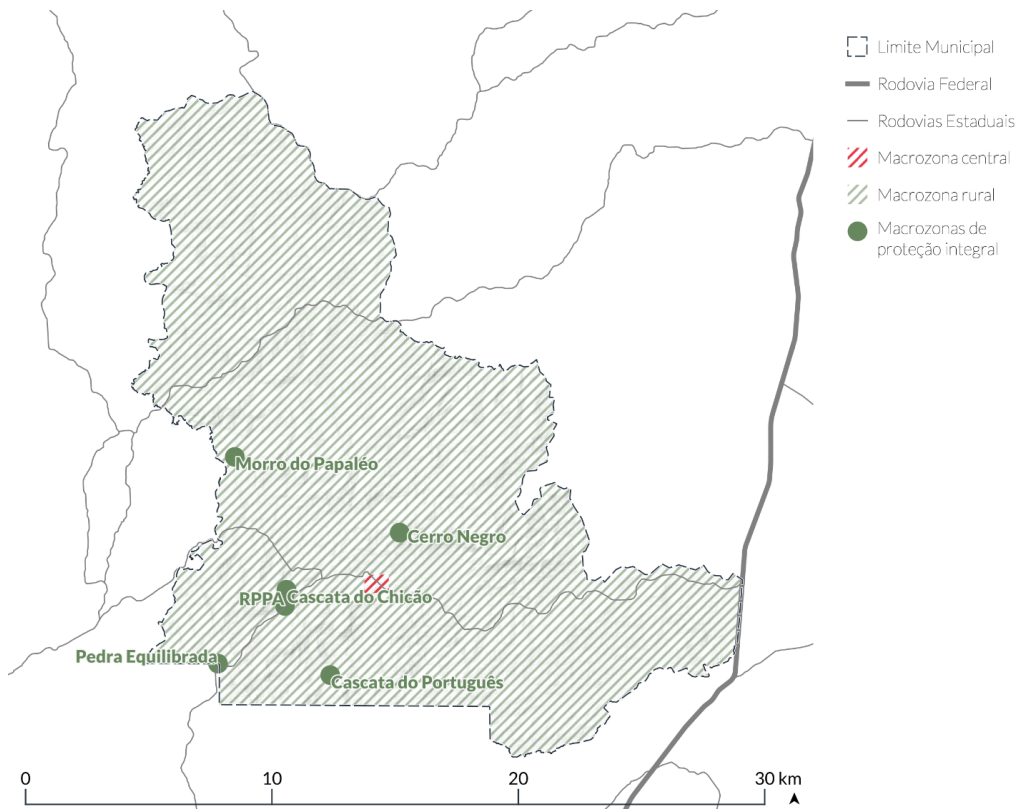 Limite Municipal
Rodovia Federal
Rodovias Estaduais
Macrozona central
Macrozona rural
Macrozonas de
proteção integral
Morro do Papaléo
Cerro Negro
RPPA
Cascata do Chicão
Pedra Equilibrada
Cascata do Português
0
10
20
30 km